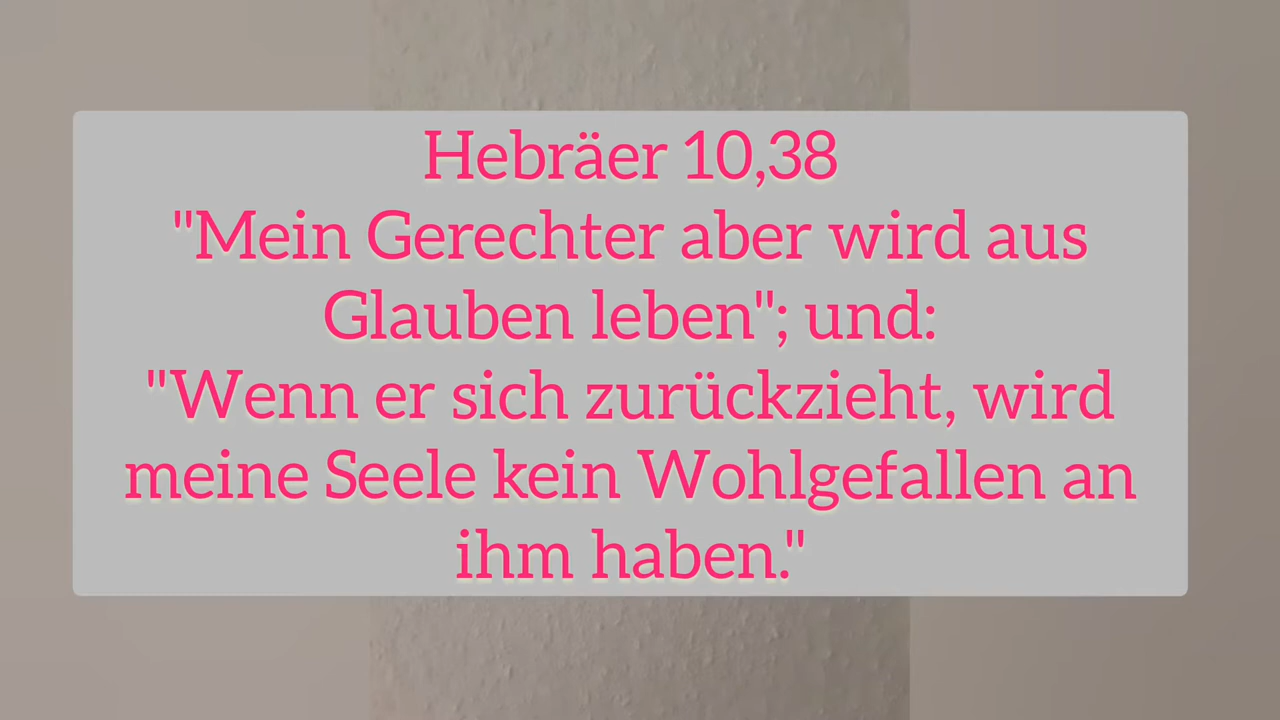 Hebräer 10,38
"Mein Gerechter aber wird aus
Glauben leben"; und:
"Wenn er sich zurückzieht, wird
meine Seele kein Wohlgefallen an
ihm haben."